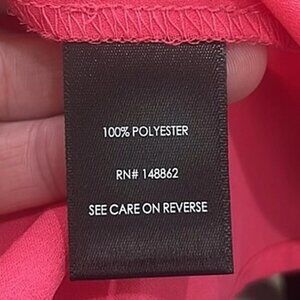 100% POLYESTER
RN# 148862
SEE CARE ON REVERSE